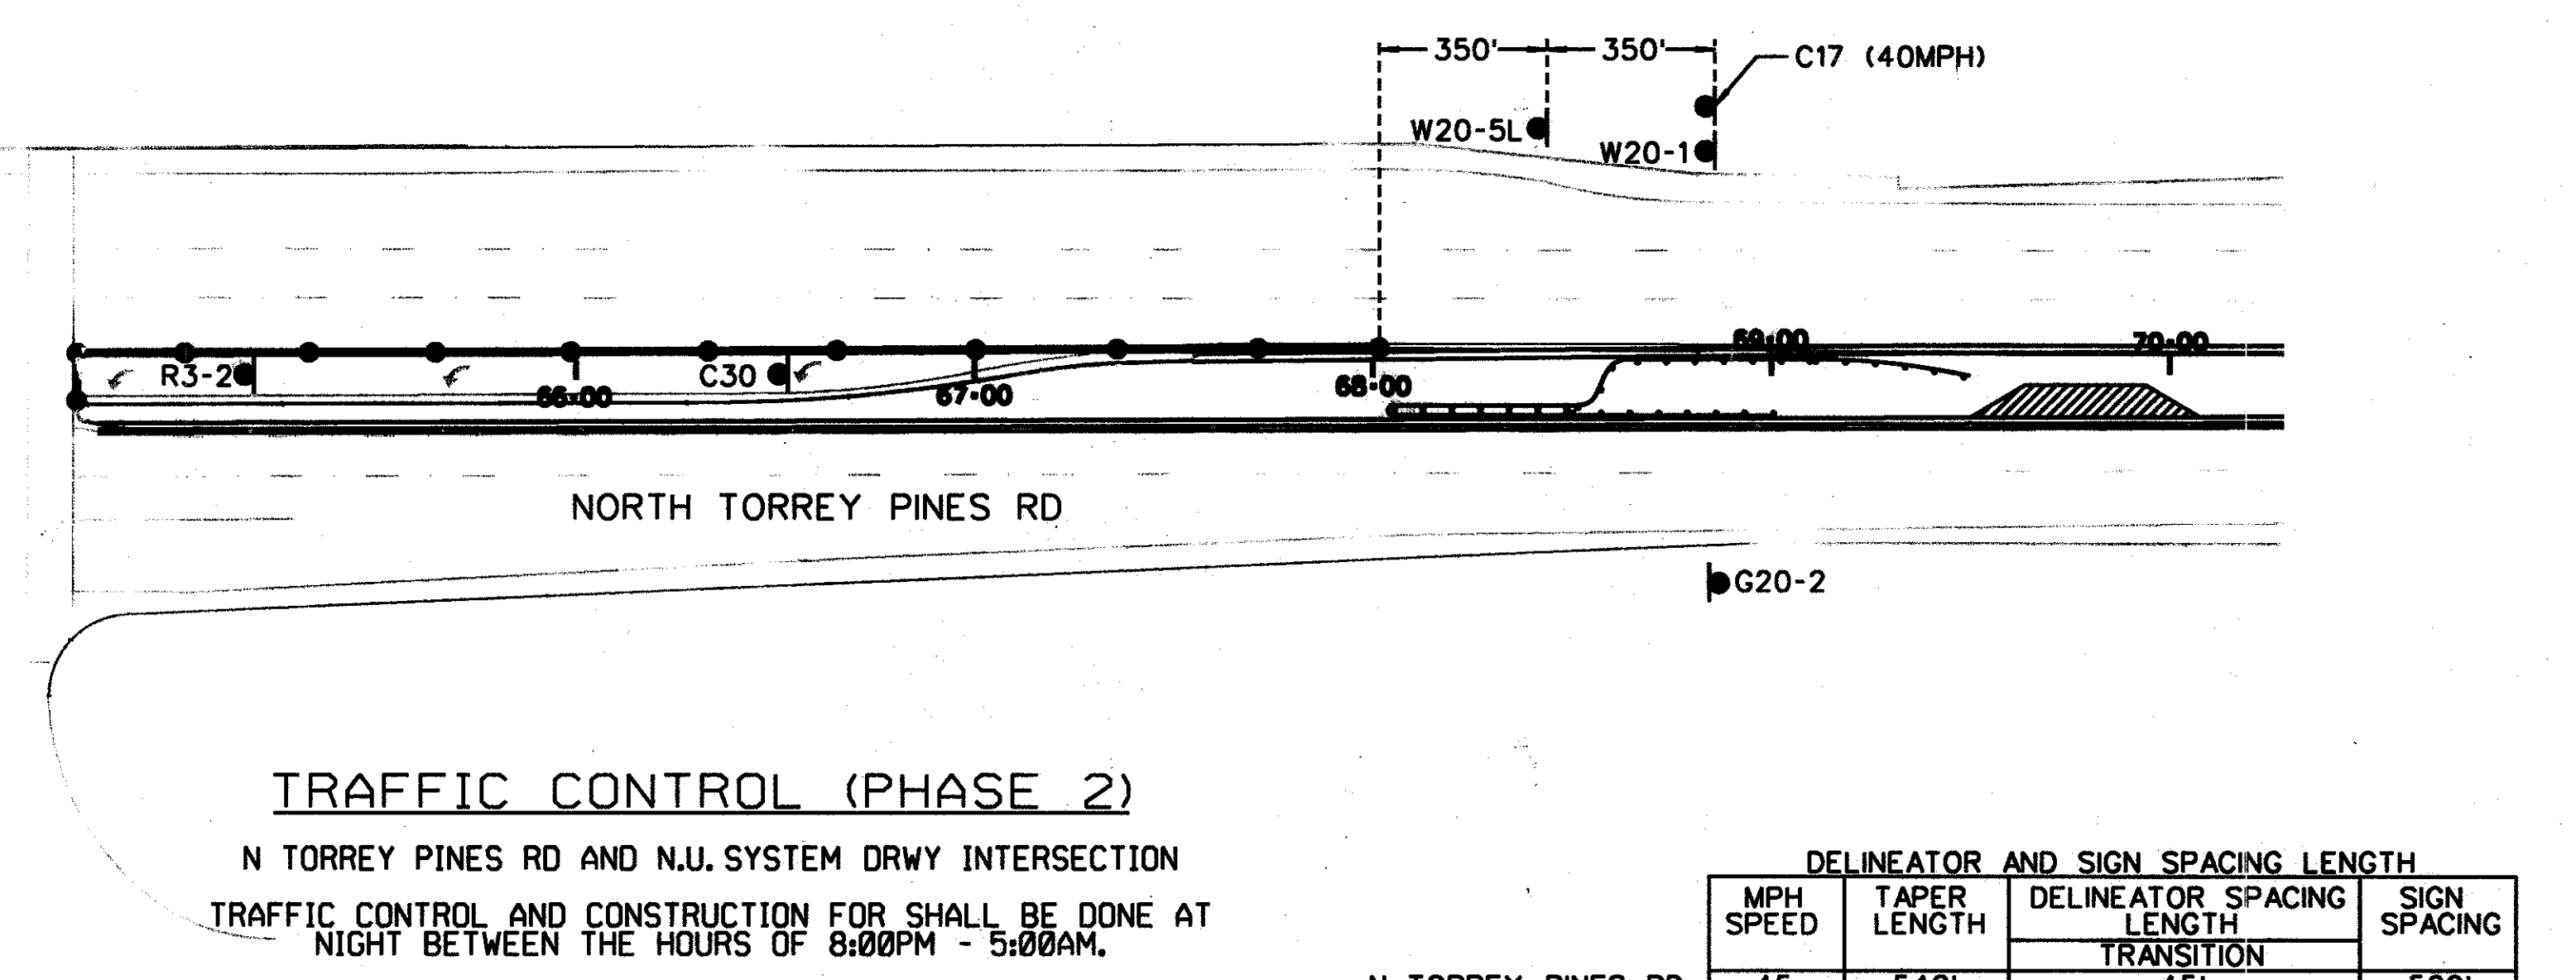 350' 350' C17 (40MPH)
W20-5L W20-1
69+00 70+00
R3-2 C30
66+00 67+00 68+00
NORTH TORREY PINES RD
G20-2
TRAFFIC CONTROL (PHASE 2)
N TORREY PINES RD AND N.U. SYSTEM DRWY INTERSECTION
TRAFFIC CONTROL AND CONSTRUCTION FOR SHALL BE DONE AT
NIGHT BETWEEN THE HOURS OF 8:00PM - 5:00AM.
DELINEATOR AND SIGN SPACING LENGTH
MPH SPEED
TAPER LENGTH
DELINEATOR SPACING LENGTH
TRANSITION
SIGN SPACING
N TORREY PINES RD